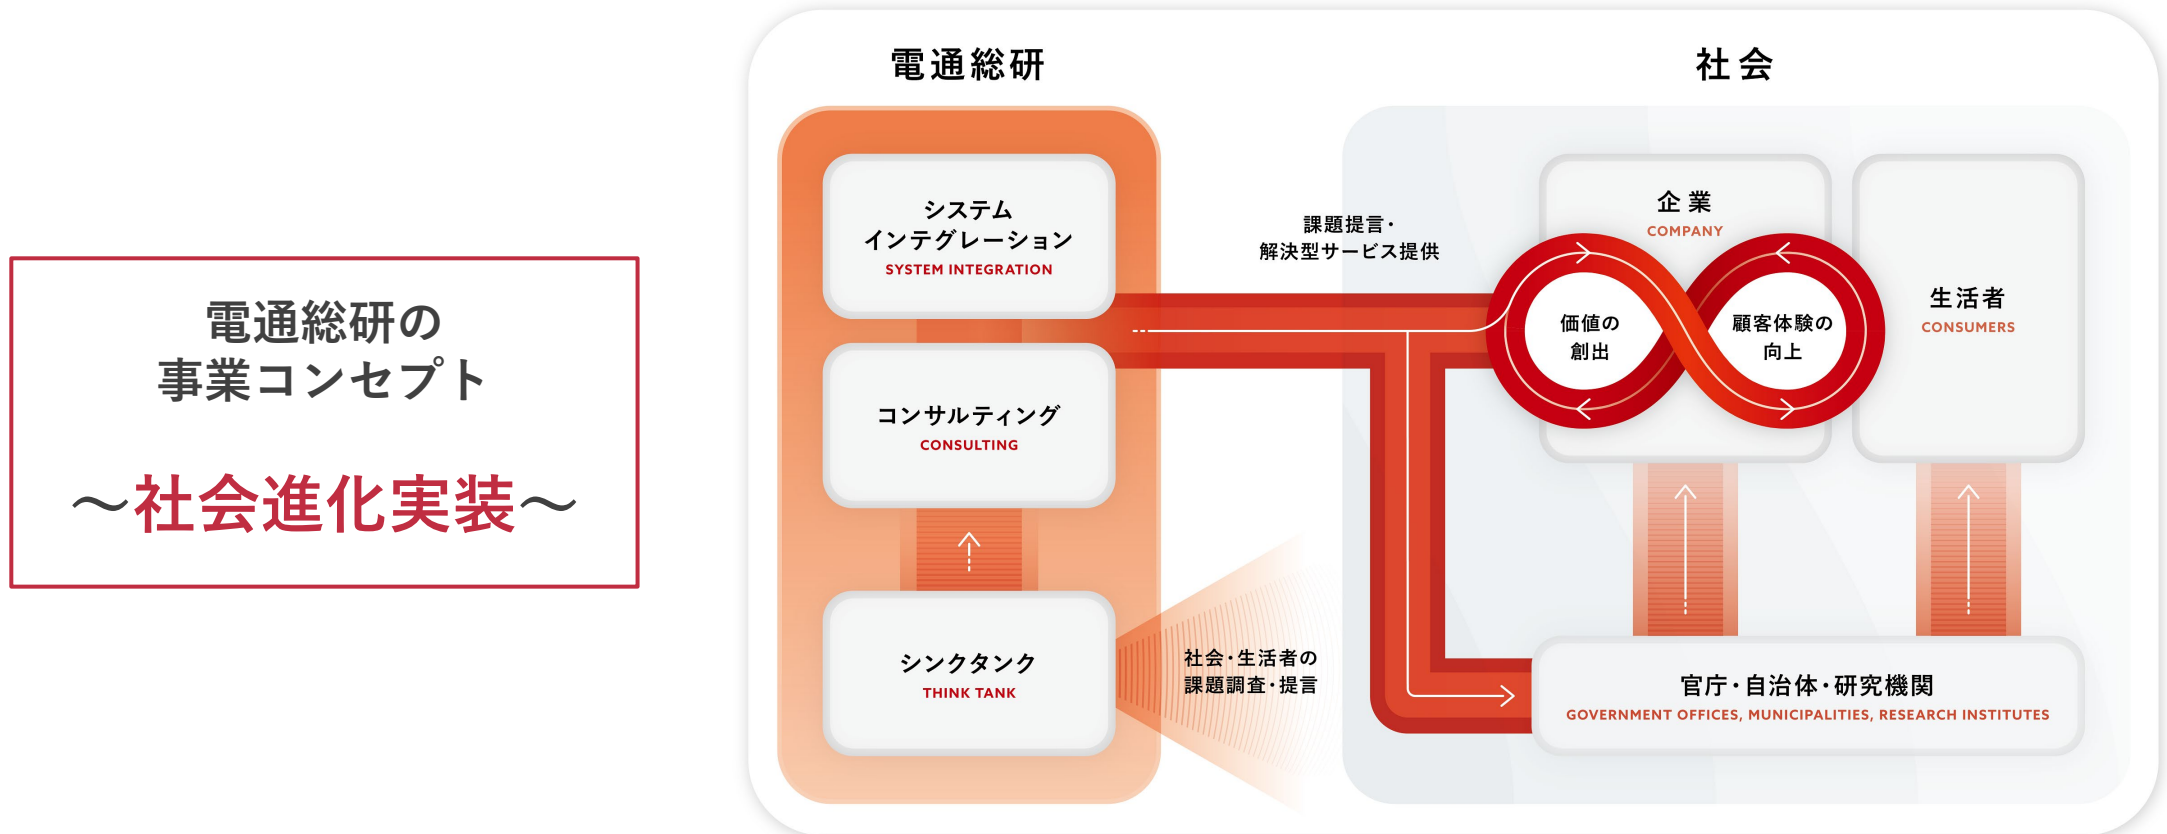 電通総研の
事業コンセプト
～社会進化実装～
電通総研
システム
インテグレーション
SYSTEM INTEGRATION
コンサルティング
CONSULTING
シンクタンク
THINK TANK
課題提言・
解決型サービス提供
社会・生活者の
課題調査・提言
社会
企業
COMPANY
価値の
創出
顧客体験の
向上
生活者
CONSUMERS
官庁・自治体・研究機関
GOVERNMENT OFFICES, MUNICIPALITIES, RESEARCH INSTITUTES